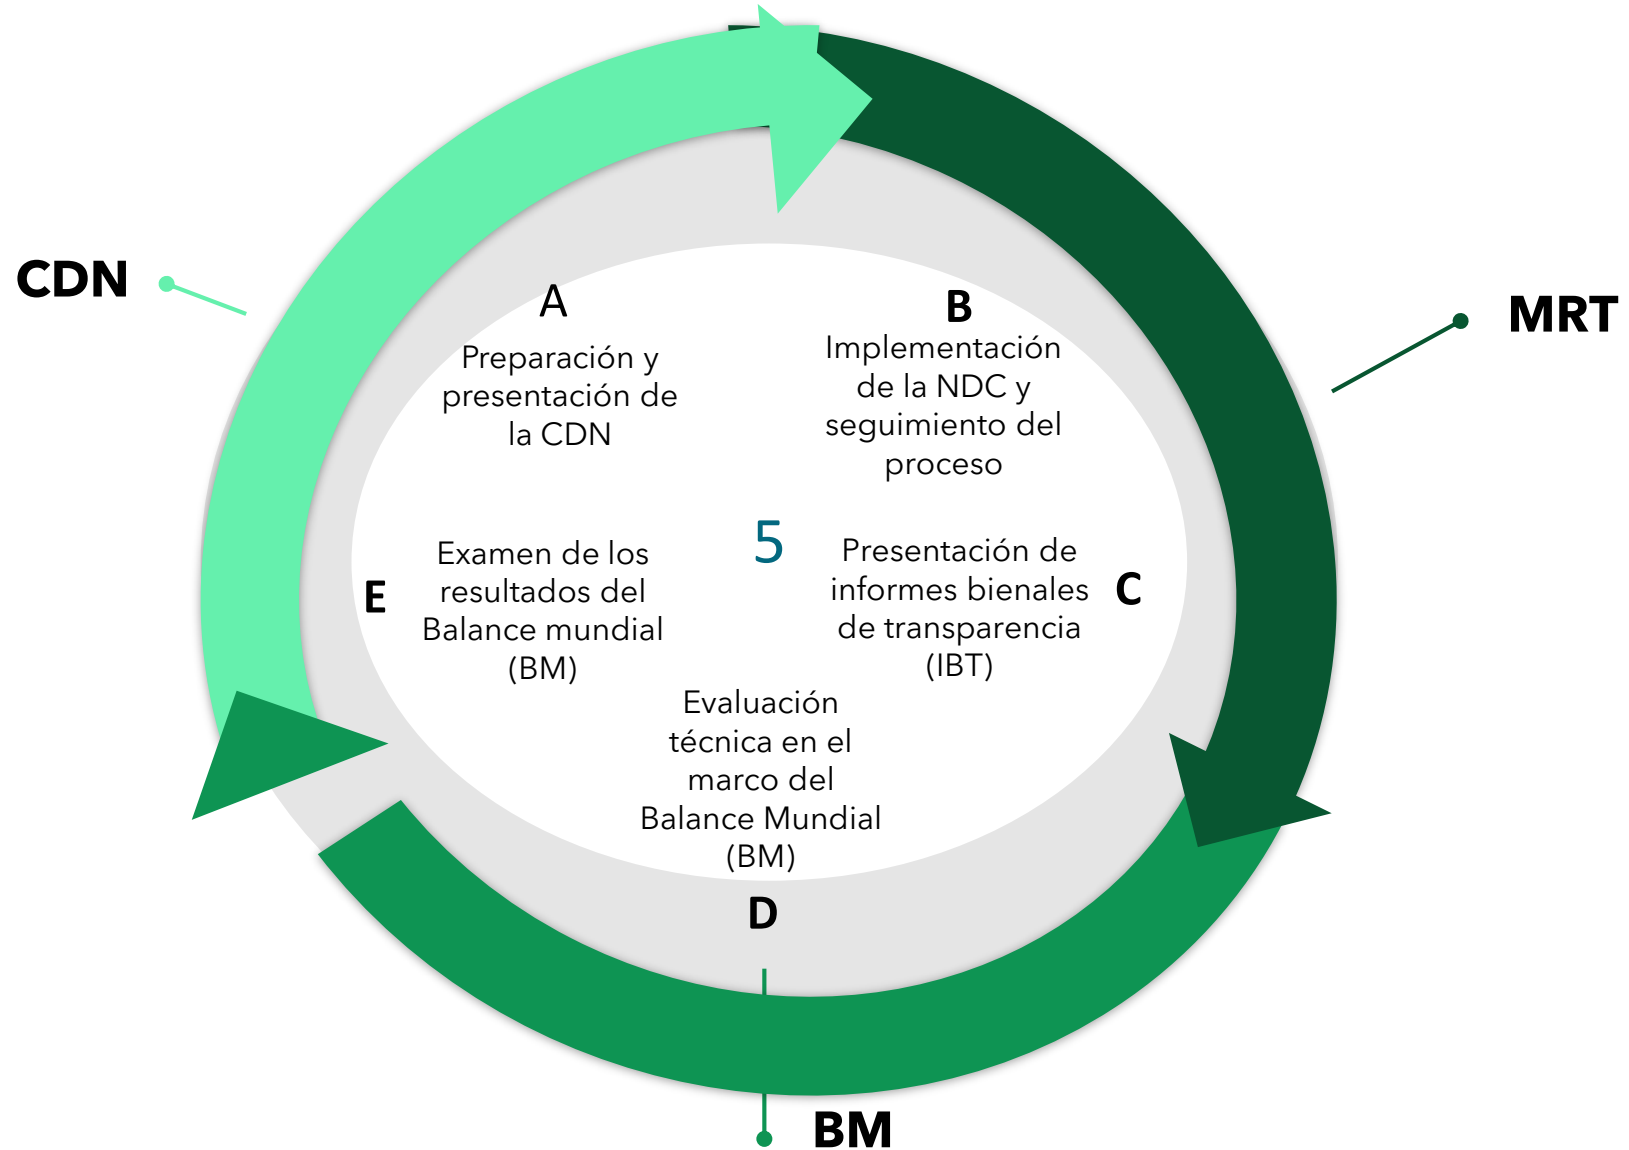 CDN
A
Preparación y
presentación de
la CDN
B
Implementación
de la NDC y
seguimiento del
proceso
MRT
5
Presentación de
informes bienales
de transparencia
(IBT)
C
E
Examen de los
resultados del
Balance mundial
(BM)
Evaluación
técnica en el
marco del
Balance Mundial
(BM)
D
BM